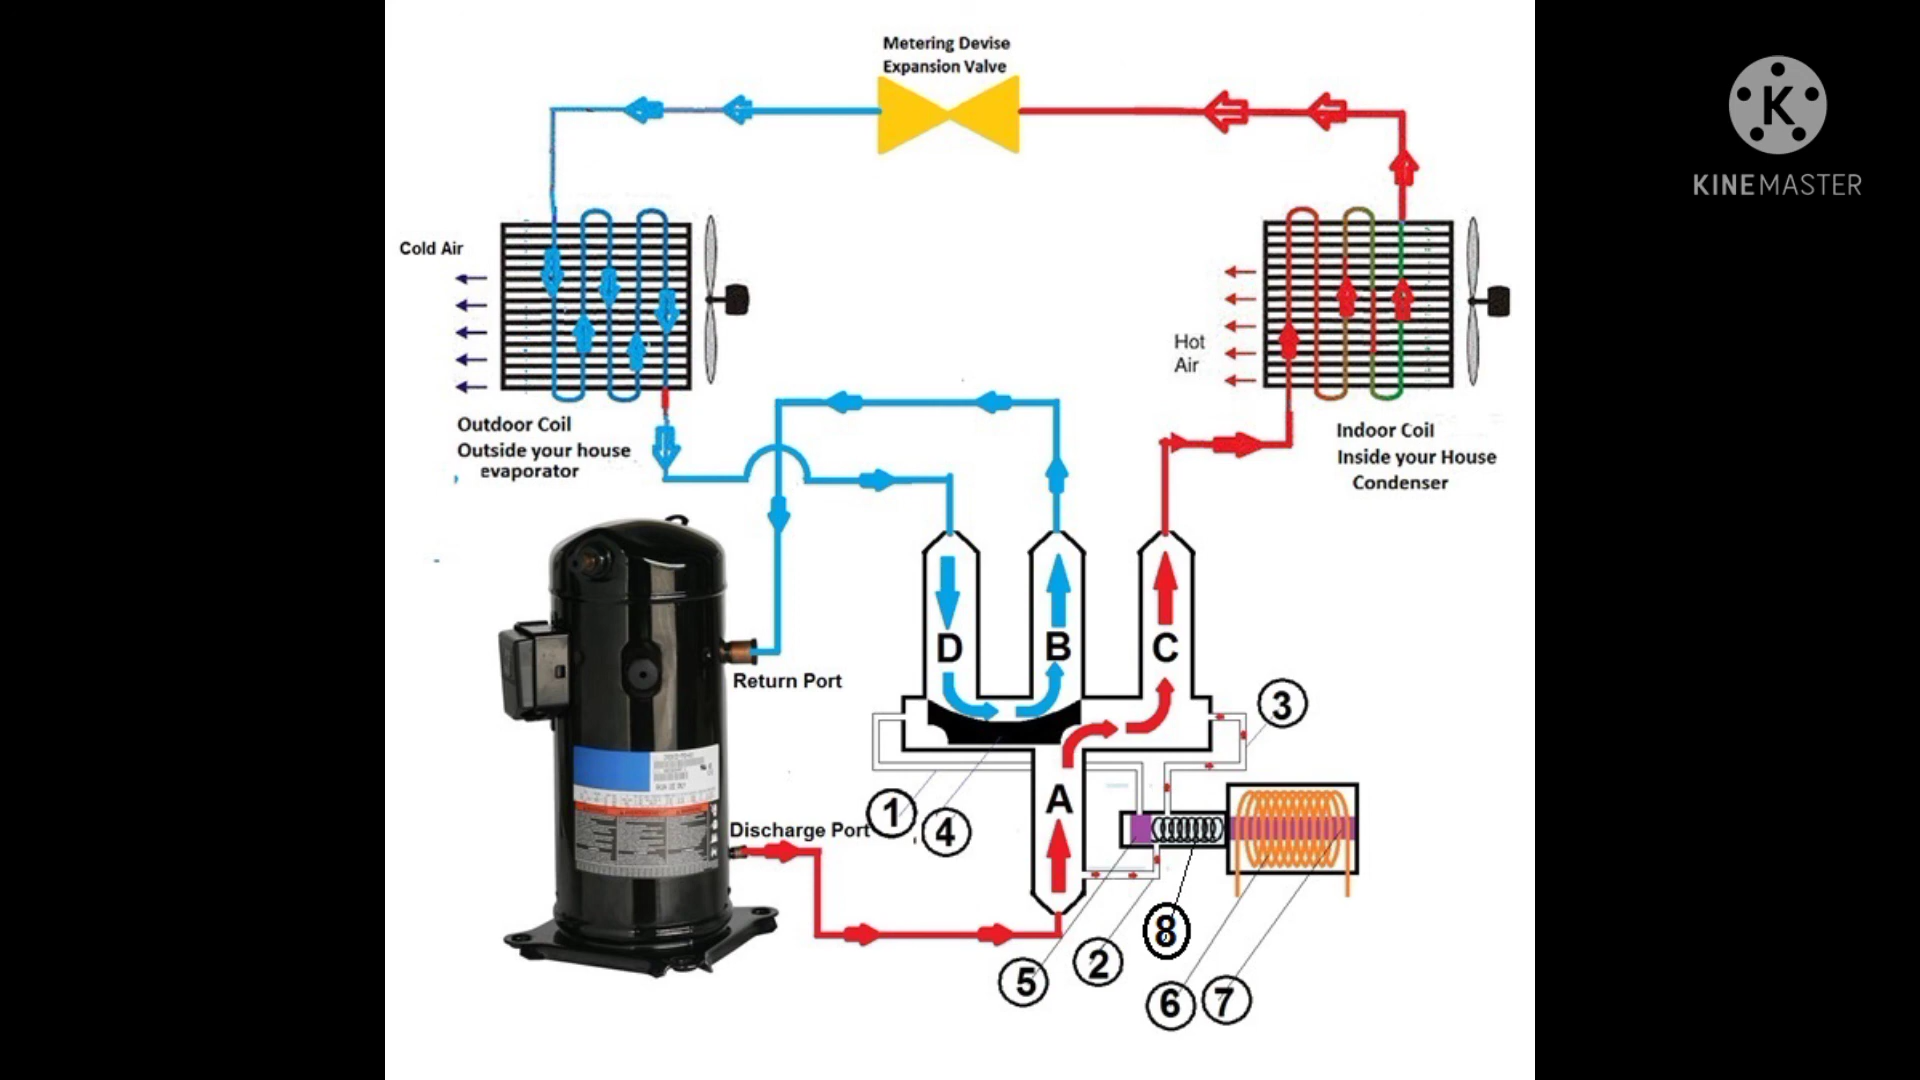 Metering Devise
Expansion Valve
KINEMASTER
Cold Air
Hot
Air
Outdoor Coil
Outside your house
evaporator
Indoor Coil
Inside your House
Condenser
D
B
C
Return Port
3
A
1
4
Discharge Port
8
2
5
6
7